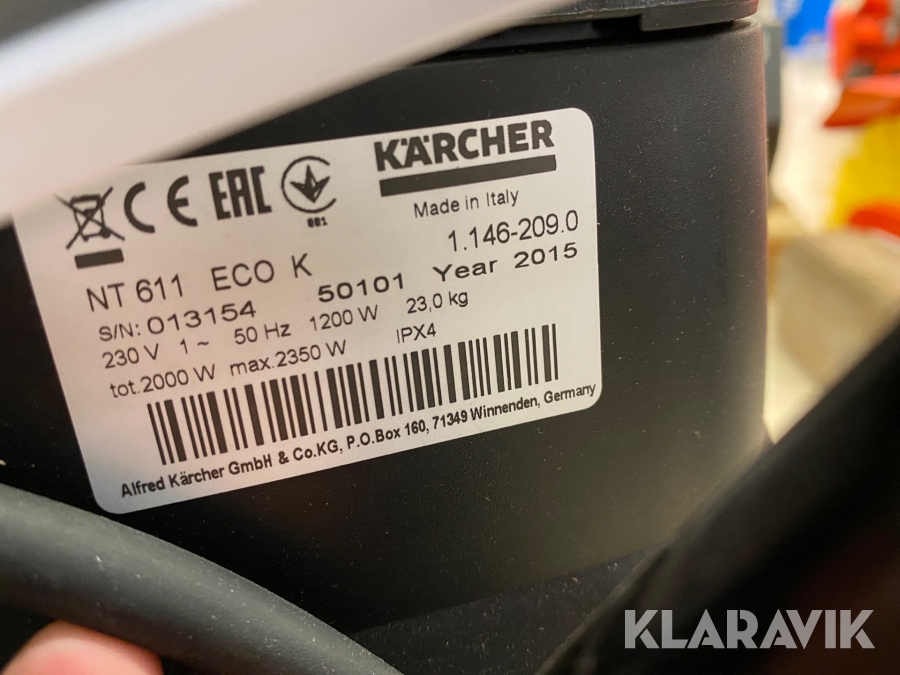 CE EAC
001
KÄRCHER
Made in Italy
1.146-209.0
NT 611 ECO K
S/N: 013154 50101 Year 2015
230 V 1 ~ 50 Hz 1200 W 23,0 kg
tot.2000 W max.2350 W IPX4
Alfred Kärcher GmbH & Co.KG, P.O.Box 160, 71349 Winnenden, Germany
KLARAVIK